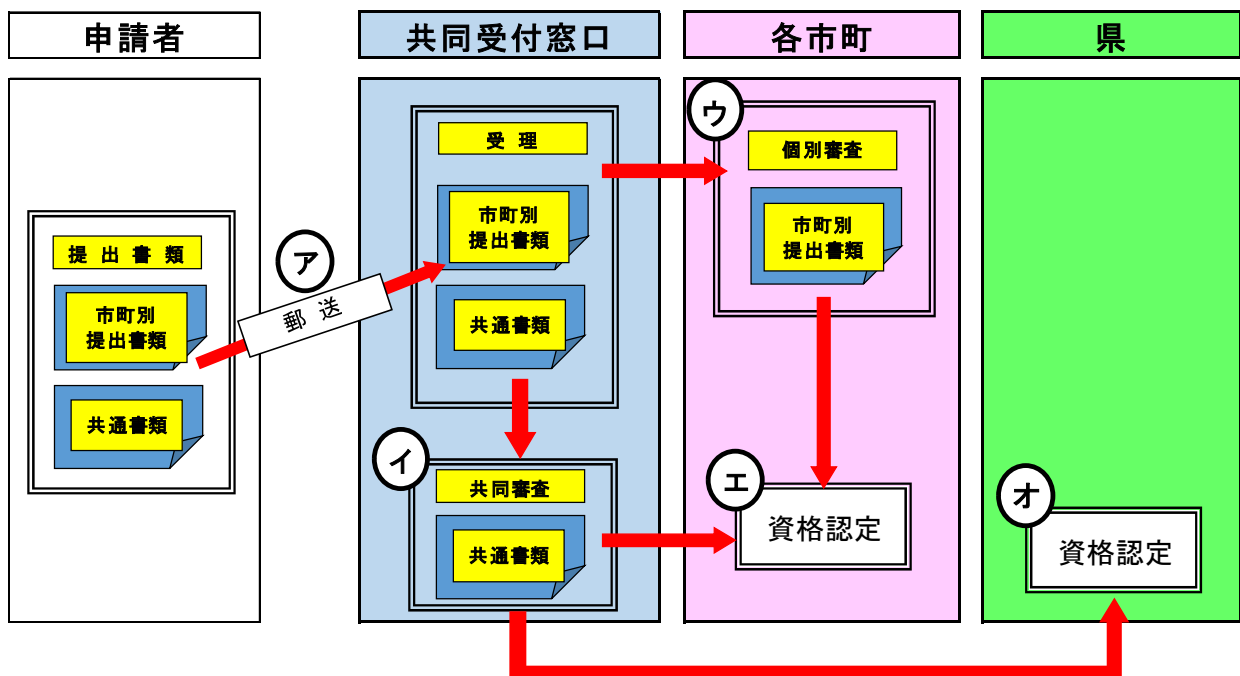 申請者
共同受付窓口
各市町
県
提出書類
市町別
提出書類
共通書類
ア
郵送
受理
市町別
提出書類
共通書類
イ
共同審査
共通書類
ウ
個別審査
市町別
提出書類
エ
資格認定
オ
資格認定